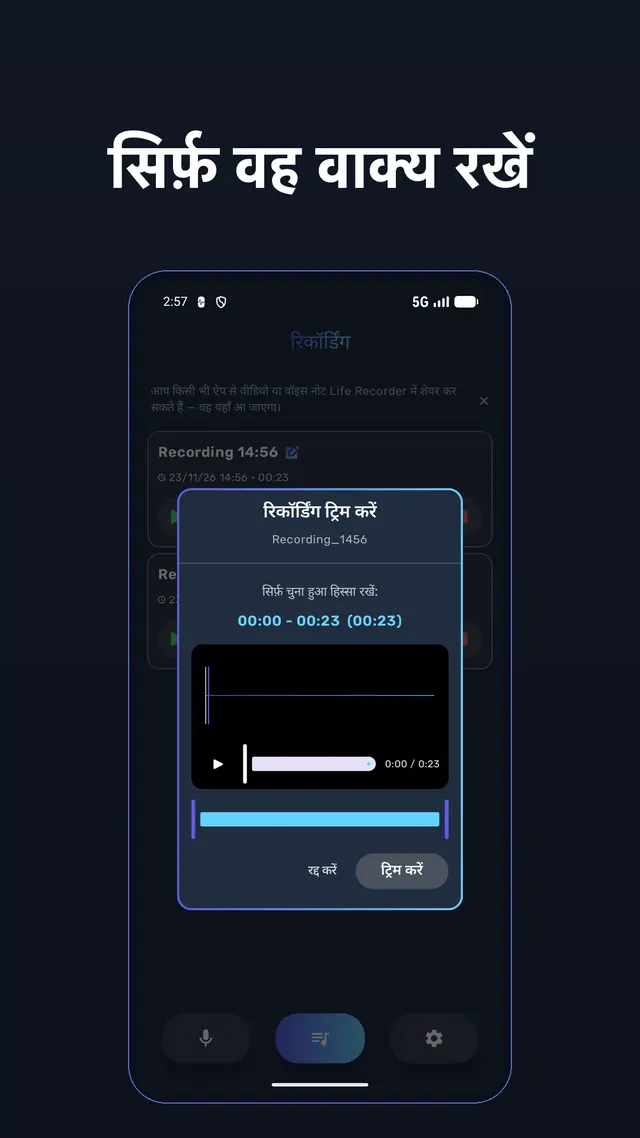 सिर्फ़ वह वाक्य रखें
2:57
5G
रिकॉर्डिंग
आप किसी भी ऐप से वीडियो या वॉइस नोट Life Recorder में शेयर कर
सकते हैं — वह यहाँ आ जाएगा।
Recording 14:56
23/11/26 14:56 • 00:23
रिकॉर्डिंग ट्रिम करें
Recording_1456
Re
2
सिर्फ़ चुना हुआ हिस्सा रखें:
00:00 - 00:23 (00:23)
0:00 / 0:23
रद्द करें
ट्रिम करें